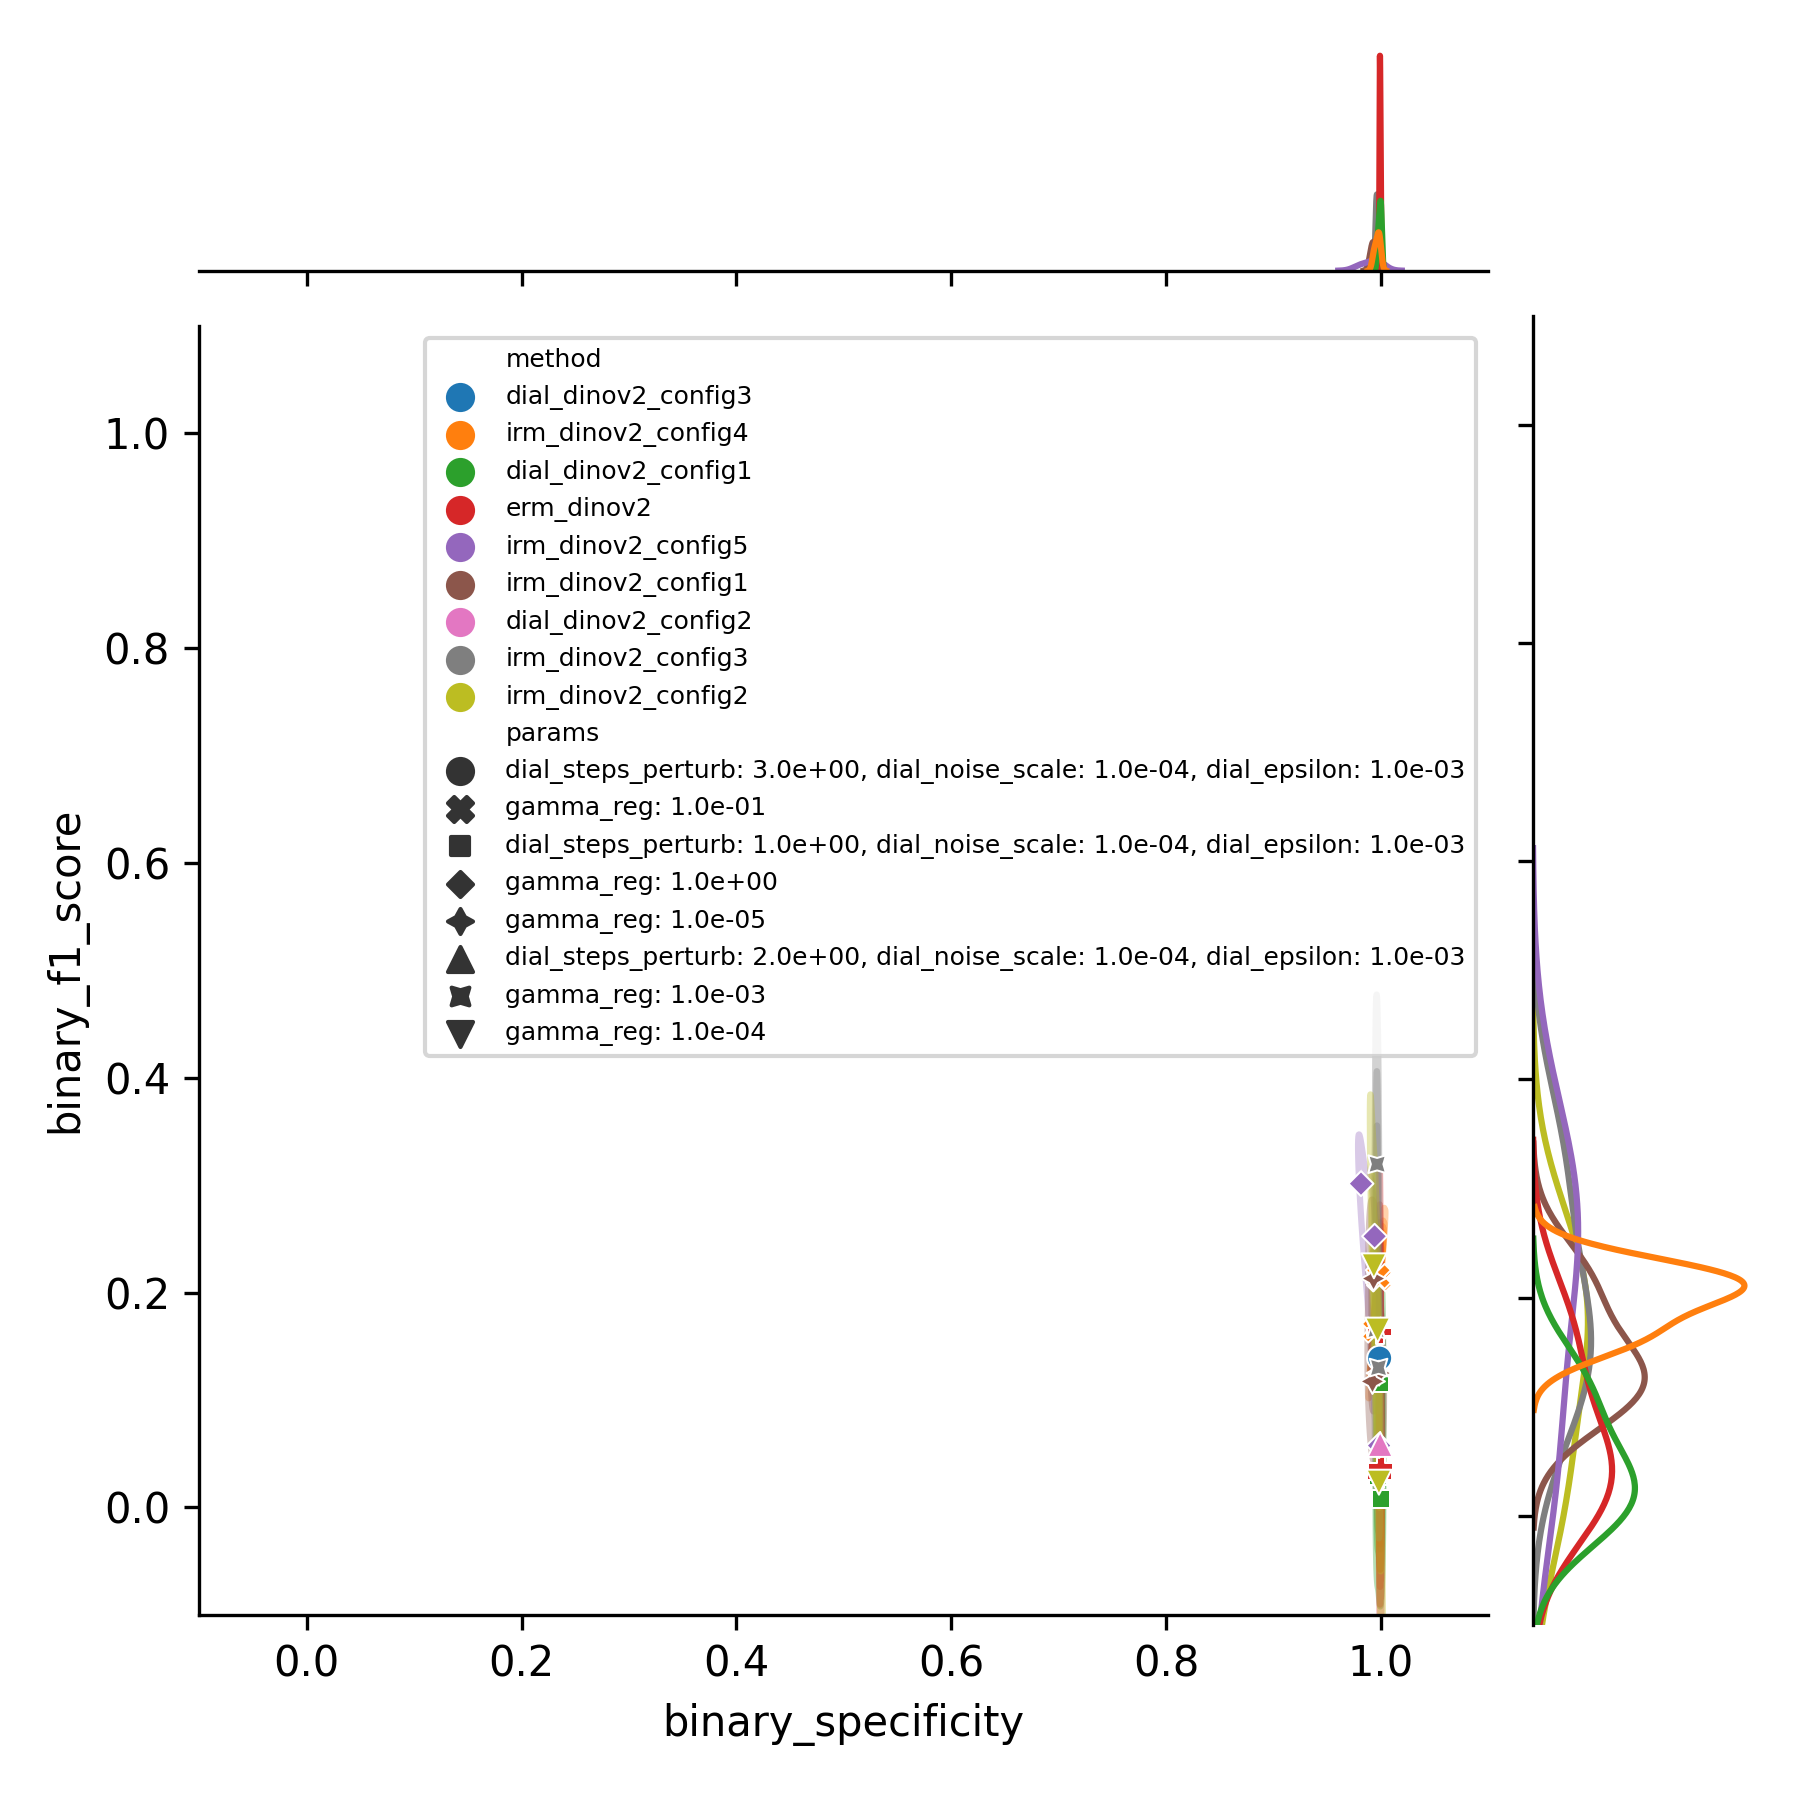 method
dial_dinov2_config3
irm_dinov2_config4
dial_dinov2_config1
erm_dinov2
irm_dinov2_config5
irm_dinov2_config1
dial_dinov2_config2
irm_dinov2_config3
irm_dinov2_config2
params
dial_steps_perturb: 3.0e+00, dial_noise_scale: 1.0e-04, dial_epsilon: 1.0e-03
gamma_reg: 1.0e-01
dial_steps_perturb: 1.0e+00, dial_noise_scale: 1.0e-04, dial_epsilon: 1.0e-03
gamma_reg: 1.0e+00
gamma_reg: 1.0e-05
dial_steps_perturb: 2.0e+00, dial_noise_scale: 1.0e-04, dial_epsilon: 1.0e-03
gamma_reg: 1.0e-03
gamma_reg: 1.0e-04
1.0
0.8
0.6
0.4
0.2
0.0
binary_f1_score
0.0 0.2 0.4 0.6 0.8 1.0
binary_specificity